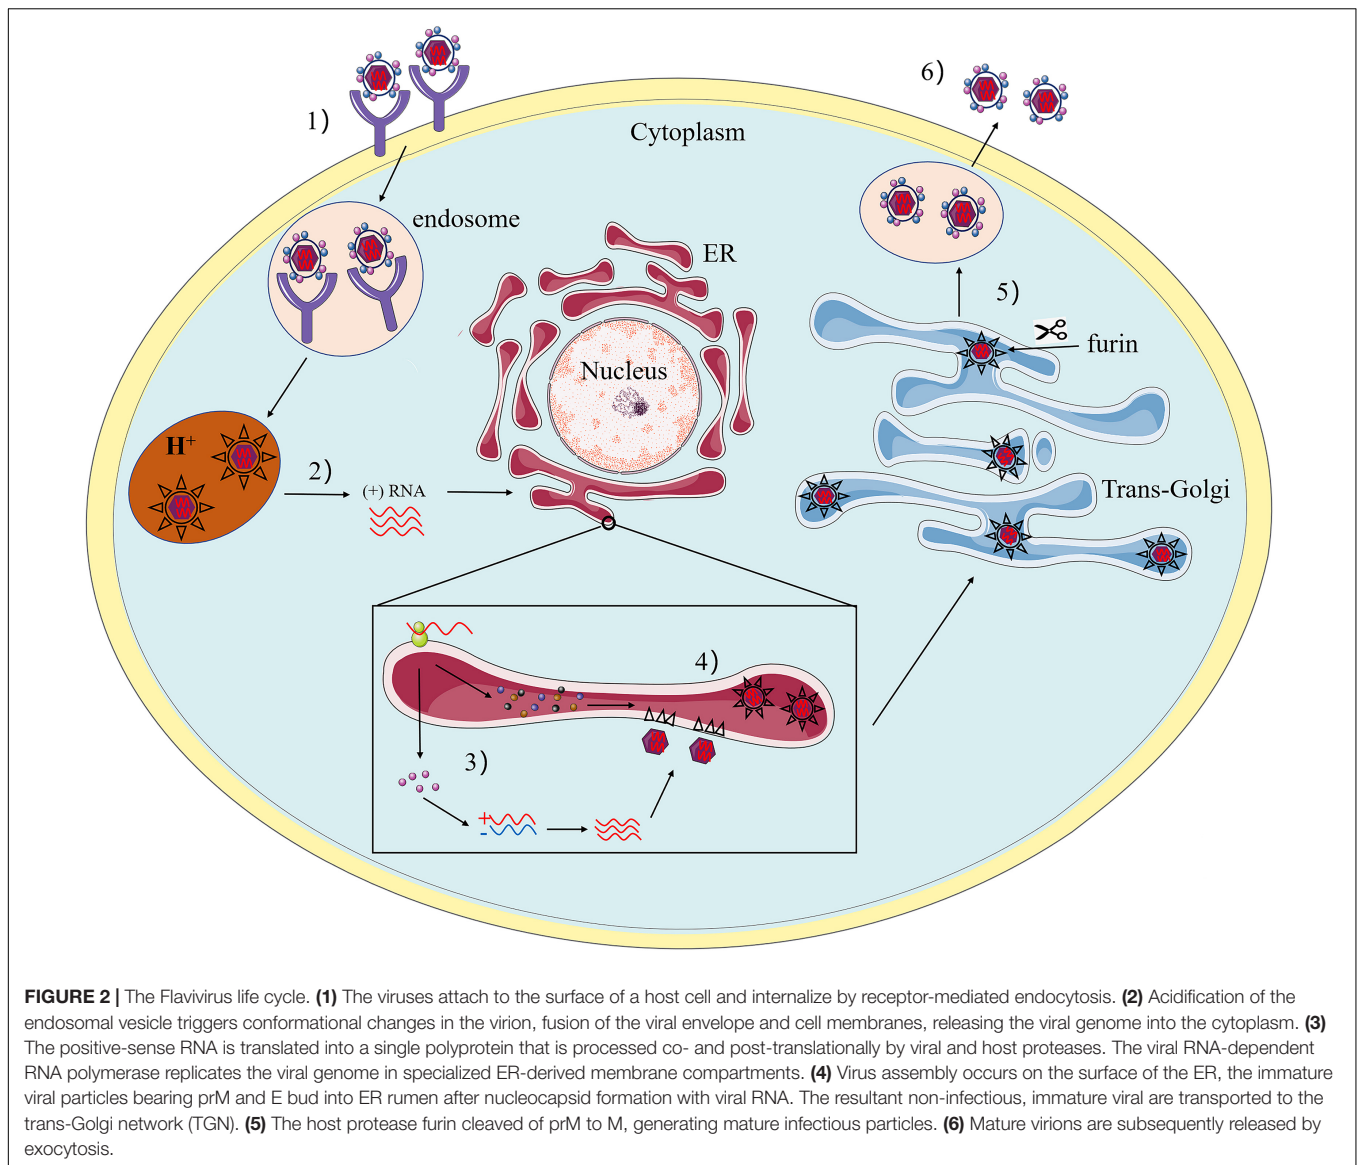 1)
6)
Cytoplasm
endosome
ER
5)
furin
Nucleus
H+
2)
(+) RNA
Trans-Golgi
4)
3)
+
-
FIGURE 2 | The Flavivirus life cycle. (1) The viruses attach to the surface of a host cell and internalize by receptor-mediated endocytosis. (2) Acidification of the
endosomal vesicle triggers conformational changes in the virion, fusion of the viral envelope and cell membranes, releasing the viral genome into the cytoplasm. (3)
The positive-sense RNA is translated into a single polyprotein that is processed co- and post-translationally by viral and host proteases. The viral RNA-dependent
RNA polymerase replicates the viral genome in specialized ER-derived membrane compartments. (4) Virus assembly occurs on the surface of the ER, the immature
viral particles bearing prM and E bud into ER rumen after nucleocapsid formation with viral RNA. The resultant non-infectious, immature viral are transported to the
trans-Golgi network (TGN). (5) The host protease furin cleaved of prM to M, generating mature infectious particles. (6) Mature virions are subsequently released by
exocytosis.